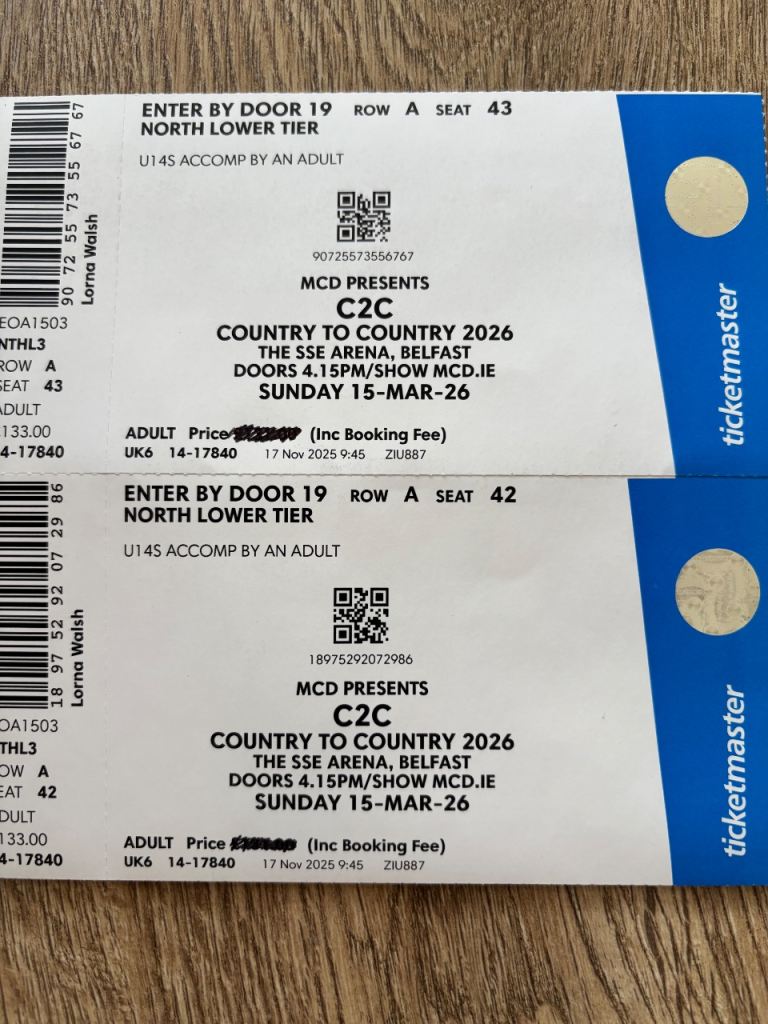 90 72 55 73 55 67 67
Lorna Walsh
EOA1503
NTHL3
ROW A
SEAT 43
ADULT
133.00
4-17840
ENTER BY DOOR 19 ROW A SEAT 43
NORTH LOWER TIER
U14S ACCOMP BY AN ADULT
90725573556767
MCD PRESENTS
C2C
COUNTRY TO COUNTRY 2026
THE SSE ARENA, BELFAST
DOORS 4.15PM/SHOW MCD.IE
SUNDAY 15-MAR-26
ADULT Price (Inc Booking Fee)
UK6 14-17840 17 Nov 2025 9:45 ZIU887
ticketmaster
18 97 52 92 07 29 86
Lorna Walsh
OA1503
THL3
OW A
EAT 42
DULT
133.00
4-17840
ENTER BY DOOR 19 ROW A SEAT 42
NORTH LOWER TIER
U14S ACCOMP BY AN ADULT
18975292072986
MCD PRESENTS
C2C
COUNTRY TO COUNTRY 2026
THE SSE ARENA, BELFAST
DOORS 4.15PM/SHOW MCD.IE
SUNDAY 15-MAR-26
ADULT Price (Inc Booking Fee)
UK6 14-17840 17 Nov 2025 9:45 ZIU887
ticketmaster